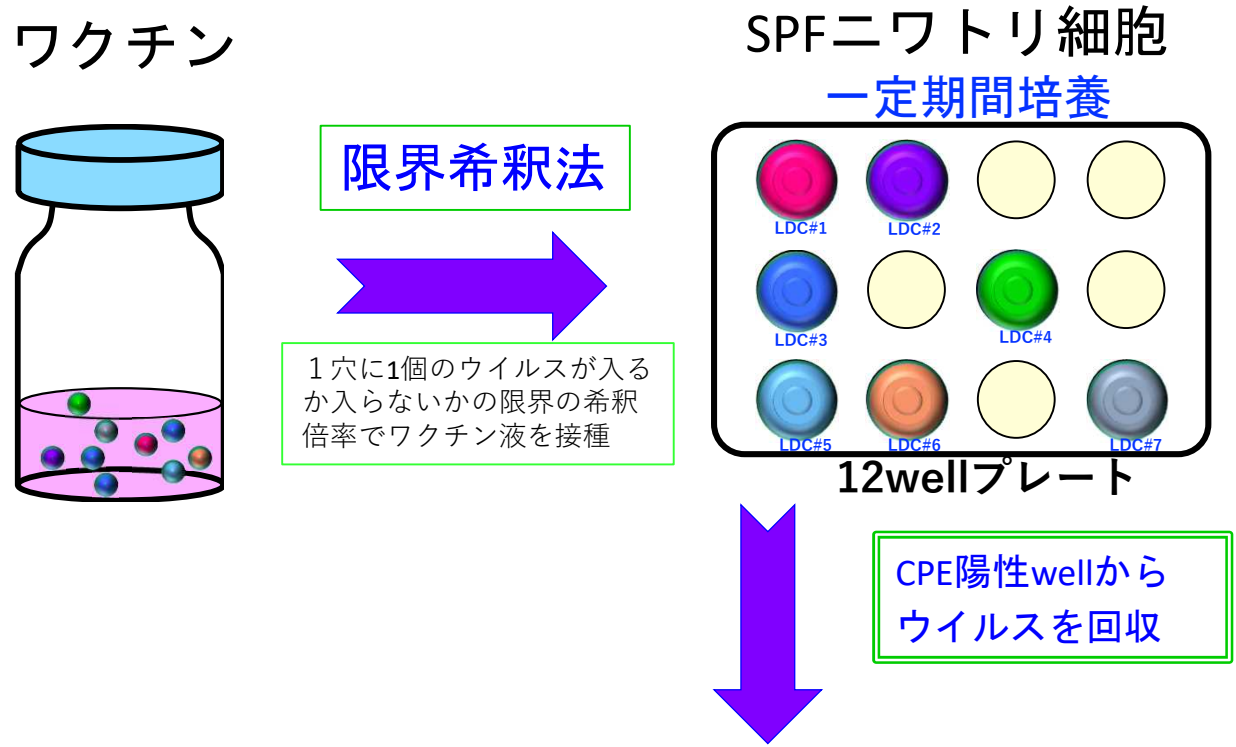 ワクチン
SPFニワトリ細胞
一定期間培養
限界希釈法
１穴に1個のウイルスが入る
か入らないかの限界の希釈
倍率でワクチン液を接種
LDC#1
LDC#2
LDC#3
LDC#4
LDC#5
LDC#6
LDC#7
12wellプレート
CPE陽性wellから
ウイルスを回収